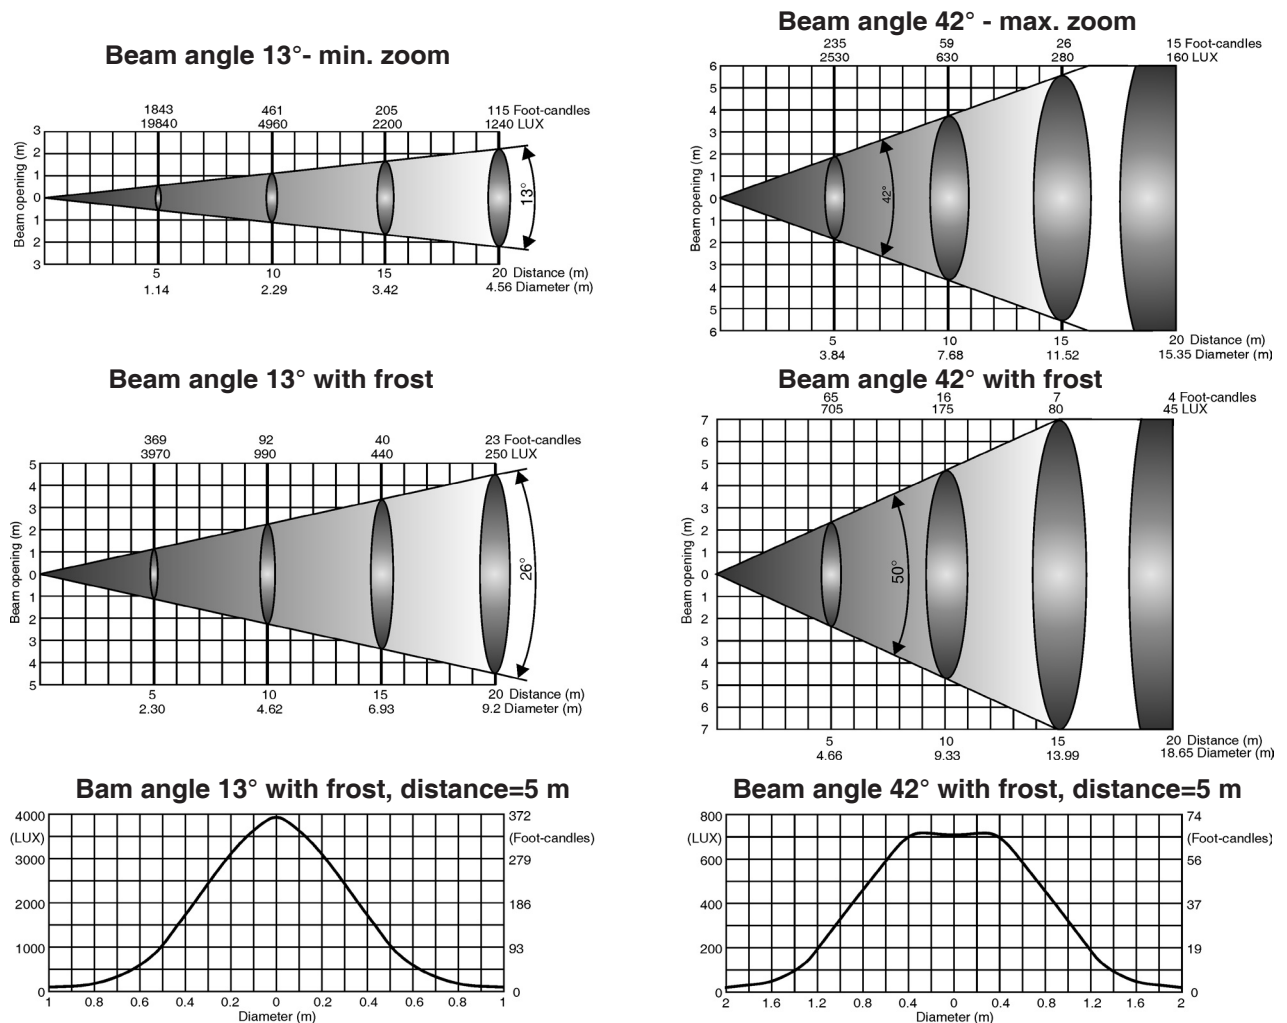 Beam angle 13°- min. zoom
1843 461 205 115 Foot-candles
19840 4960 2200 1240 LUX
3
2
1
0
1
2
3
Beam opening (m)
13°
5 10 15 20 Distance (m)
1.14 2.29 3.42 4.56 Diameter (m)
Beam angle 42° - max. zoom
235 59 26 15 Foot-candles
2530 630 280 160 LUX
6
5
4
3
2
1
0
1
2
3
4
5
6
Beam opening (m)
42°
5 10 15 20 Distance (m)
3.84 7.68 11.52 15.35 Diameter (m)
Beam angle 13° with frost
369 92 40 23 Foot-candles
3970 990 440 250 LUX
5
4
3
2
1
0
1
2
3
4
5
Beam opening (m)
26°
5 10 15 20 Distance (m)
2.30 4.62 6.93 9.2 Diameter (m)
Beam angle 42° with frost
65 16 7 4 Foot-candles
705 175 80 45 LUX
7
6
5
4
3
2
1
0
1
2
3
4
5
6
7
Beam opening (m)
50°
5 10 15 20 Distance (m)
4.66 9.33 13.99 18.65 Diameter (m)
Bam angle 13° with frost, distance=5 m
4000 372
(LUX) (Foot-candles)
3000 279
2000 186
1000 93
0 0
1 0.8 0.6 0.4 0.2 0 0.2 0.4 0.6 0.8 1
Diameter (m)
Beam angle 42° with frost, distance=5 m
800 74
(LUX) (Foot-candles)
600 56
400 37
200 19
0 0
2 1.6 1.2 0.8 0.4 0 0.4 0.8 1.2 1.6 2
Diameter (m)